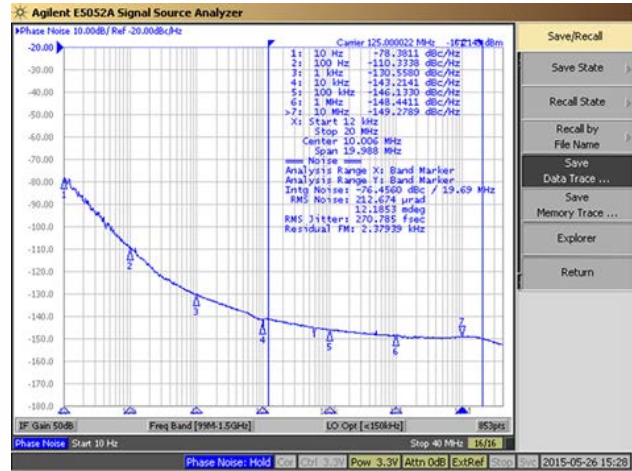 Agilent E5052A Signal Source Analyzer
Phase Noise 10.00dB/ Ref -20.00dBc/Hz
Carrier 125.000022 MHz
dBm
1: 10 Hz -78.3811 dBc/Hz
2: 100 Hz -110.3338 dBc/Hz
3: 1 kHz -130.5580 dBc/Hz
4: 10 kHz -143.2141 dBc/Hz
5: 100 kHz -146.1330 dBc/Hz
6: 1 MHz -148.4411 dBc/Hz
>7: 10 MHz -149.2789 dBc/Hz
X: Start 12 kHz
Stop 20 MHz
Center 10.006 MHz
Span 19.988 MHz
=== Noise ===
Analysis Range X: Band Marker
Analysis Range Y: Band Marker
Intg Noise: -76.4560 dBc / 19.69 MHz
RMS Noise: 212.674 µrad
12.1853 mdeg
RMS Jitter: 270.785 fsec
Residual FM: 2.37939 kHz
-20.00
-30.00
-40.00
-50.00
-60.00
-70.00
-80.00
-90.00
-100.0
-110.0
-120.0
-130.0
-140.0
-150.0
-160.0
-170.0
-180.0
1
2
3
4
5
6
7
IF Gain 50dB
Freq Band [99M-1.5GHz]
LO Opt [<150kHz]
853pts
Phase Noise Start 10 Hz
Stop 40 MHz 16/16
Save/Recall
Save State
Recall State
Recall by
File Name
Save
Data Trace ...
Save
Memory Trace ...
Explorer
Return
Phase Noise: Hold Cor Ctrl 3.3V Pow 3.3V Attn 0dB ExtRef Stop Svc 2015-05-26 15:28